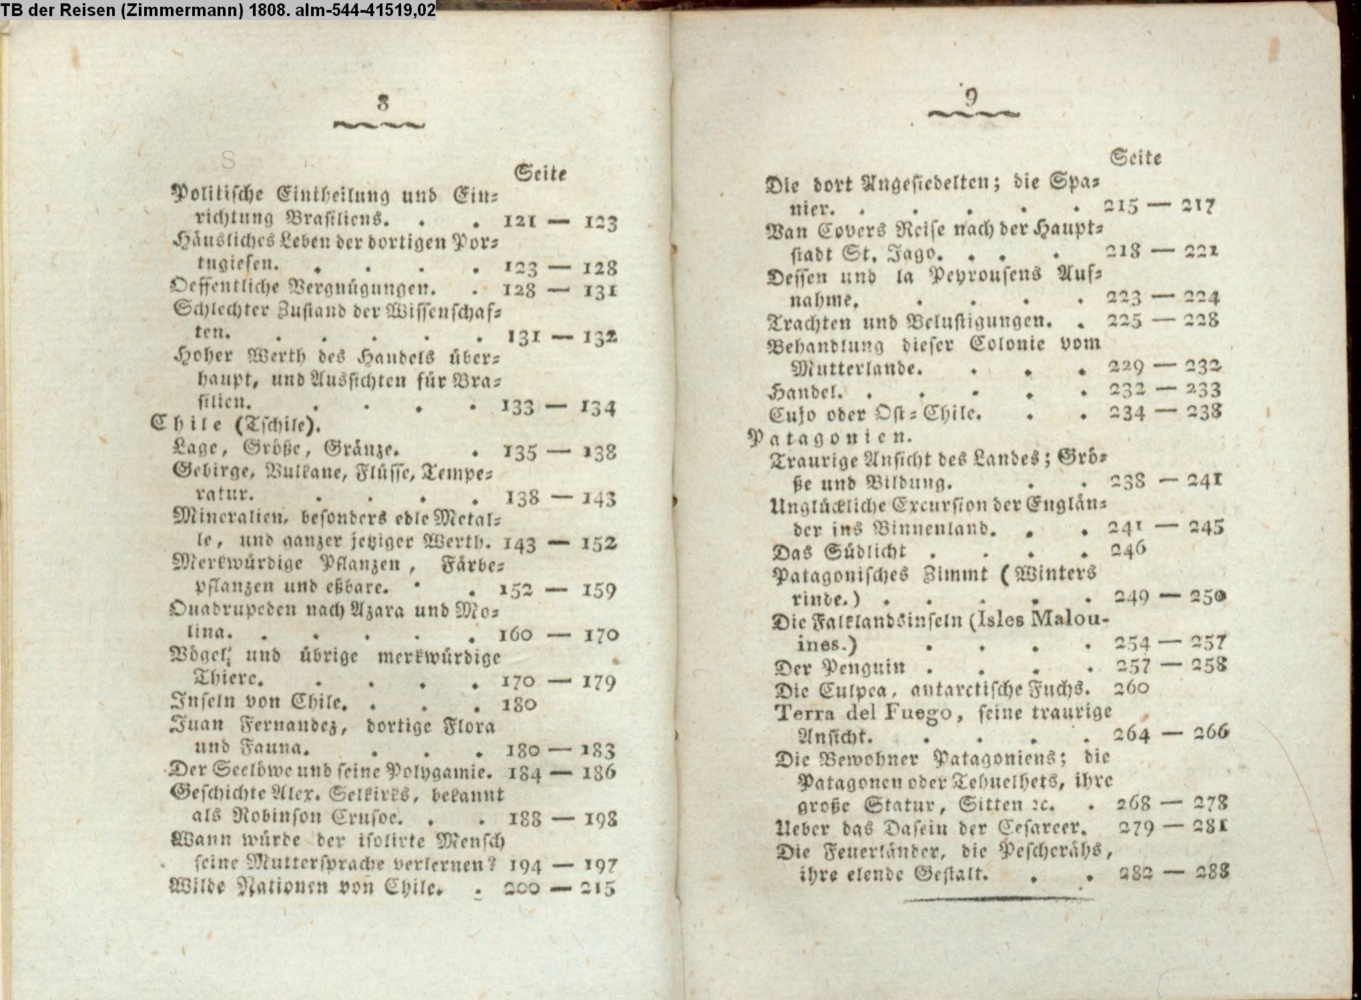 TB der Reisen (Zimmermann) 1808. alm-544-41519,02
8
Seite
Politische Eintheilung und Ein=
richtung Brasiliens. . . 121 — 123
Häusliches Leben der dortigen Por=
tugiesen. . . . . 123 — 128
Oeffentliche Vergnügungen. . 128 — 131
Schlechter Zustand der Wissenschaf=
ten. . . . . . 131 — 132
Hoher Werth des Handels über=
haupt, und Aussichten für Bra=
silien. . . . . 133 — 134
Chile (Tschile).
Lage, Größe, Gränze. . 135 — 138
Gebirge, Vulkane, Flüsse, Tempe=
ratur. . . . . 138 — 143
Mineralien, besonders edle Metal=
le, und ganzer jetziger Werth. 143 — 152
Merkwürdige Pflanzen, Färbe=
pflanzen und eßbare. . . 152 — 159
Quadrupeden nach Azara und Mo=
lina. . . . . . 160 — 170
Vögel, und übrige merkwürdige
Thiere. . . . . 170 — 179
Inseln von Chile. . . . 180
Juan Fernandez, dortige Flora
und Fauna. . . . 180 — 183
Der Seelöwe und seine Polygamie. 184 — 186
Geschichte Alex. Selkirks, bekannt
als Robinson Crusoe. . . 188 — 193
Wann würde der isolirte Mensch
seine Muttersprache verlernen? 194 — 197
Wilde Nationen von Chile. . 200 — 215
9
Seite
Die dort Angesiedelten; die Spa=
nier. . . . . . 215 — 217
Van Covers Reise nach der Haupt=
stadt St. Jago. . . . 218 — 221
Dessen und la Peyrousens Auf=
nahme. . . . . 223 — 224
Trachten und Belustigungen. . 225 — 228
Behandlung dieser Colonie vom
Mutterlande. . . . 229 — 232
Handel. . . . . . 232 — 233
Cujo oder Ost=Chile. . . 234 — 238
Patagonien.
Traurige Ansicht des Landes; Grö=
ße und Bildung. . . 238 — 241
Unglückliche Excursion der Englän=
der ins Binnenland. . . 241 — 245
Das Südlicht . . . . 246
Patagonisches Zimmt (Winters
rinde.) . . . . . 249 — 250
Die Falklandsinseln (Isles Malou-
ines.) . . . . 254 — 257
Der Penguin . . . . 257 — 258
Die Culpea, antarctische Fuchs. 260
Terra del Fuego, seine traurige
Ansicht. . . . . 264 — 266
Die Bewohner Patagoniens; die
Patagonen oder Tehuelhets, ihre
große Statur, Sitten ꝛc. . 268 — 278
Ueber das Dasein der Cesareer. 279 — 281
Die Feuerländer, die Pescherähs,
ihre elende Gestalt. . . 282 — 288